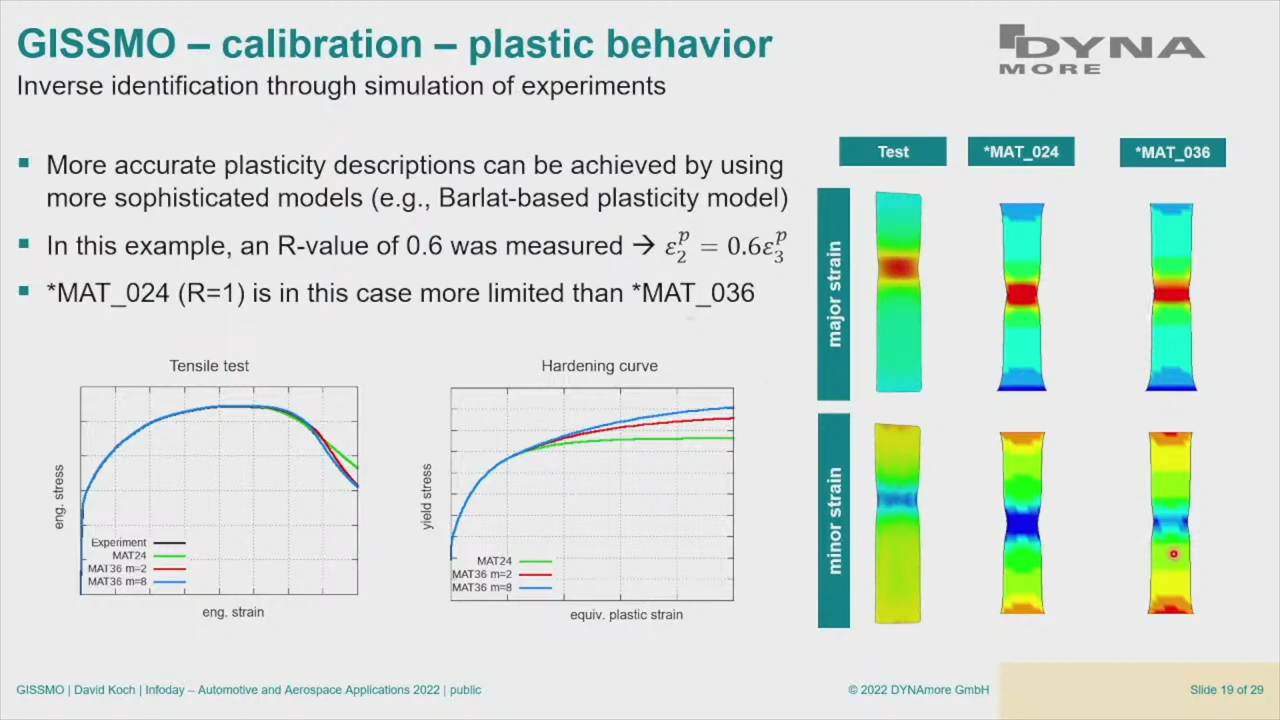 GISSMO – calibration – plastic behavior
Inverse identification through simulation of experiments
DYNA
MORE
More accurate plasticity descriptions can be achieved by using
more sophisticated models (e.g., Barlat-based plasticity model)
In this example, an R-value of 0.6 was measured → ε₂ᵖ = 0.6ε₃ᵖ
*MAT_024 (R=1) is in this case more limited than *MAT_036
Test
*MAT_024
*MAT_036
major strain
minor strain
Tensile test
eng. stress
Experiment
MAT24
MAT36 m=2
MAT36 m=8
eng. strain
Hardening curve
yield stress
MAT24
MAT36 m=2
MAT36 m=8
equiv. plastic strain
GISSMO | David Koch | Infoday – Automotive and Aerospace Applications 2022 | public
© 2022 DYNAmore GmbH
Slide 19 of 29